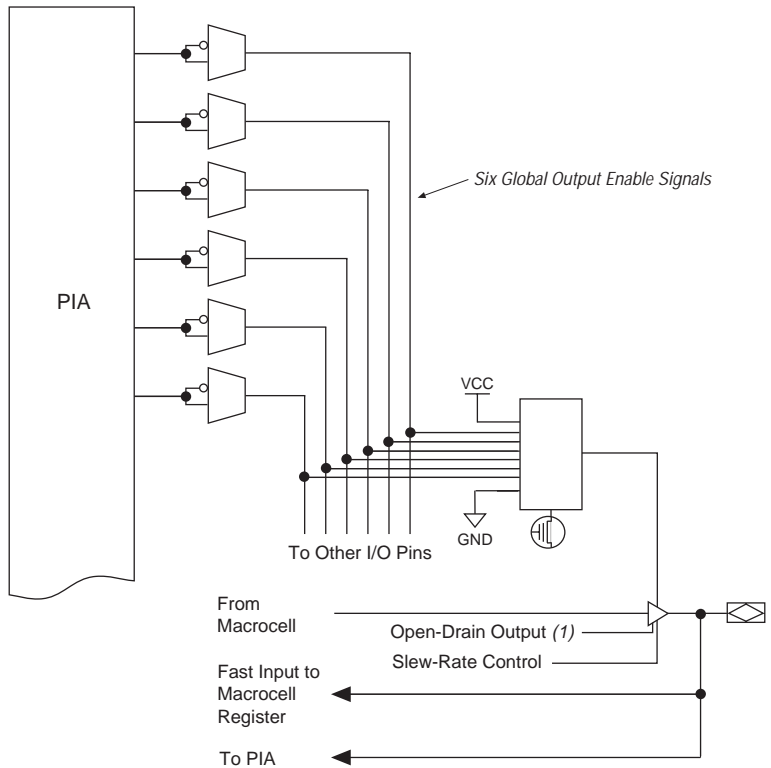 Six Global Output Enable Signals
PIA
VCC
GND
To Other I/O Pins
From
Macrocell
Open-Drain Output (1)
Slew-Rate Control
Fast Input to
Macrocell
Register
To PIA